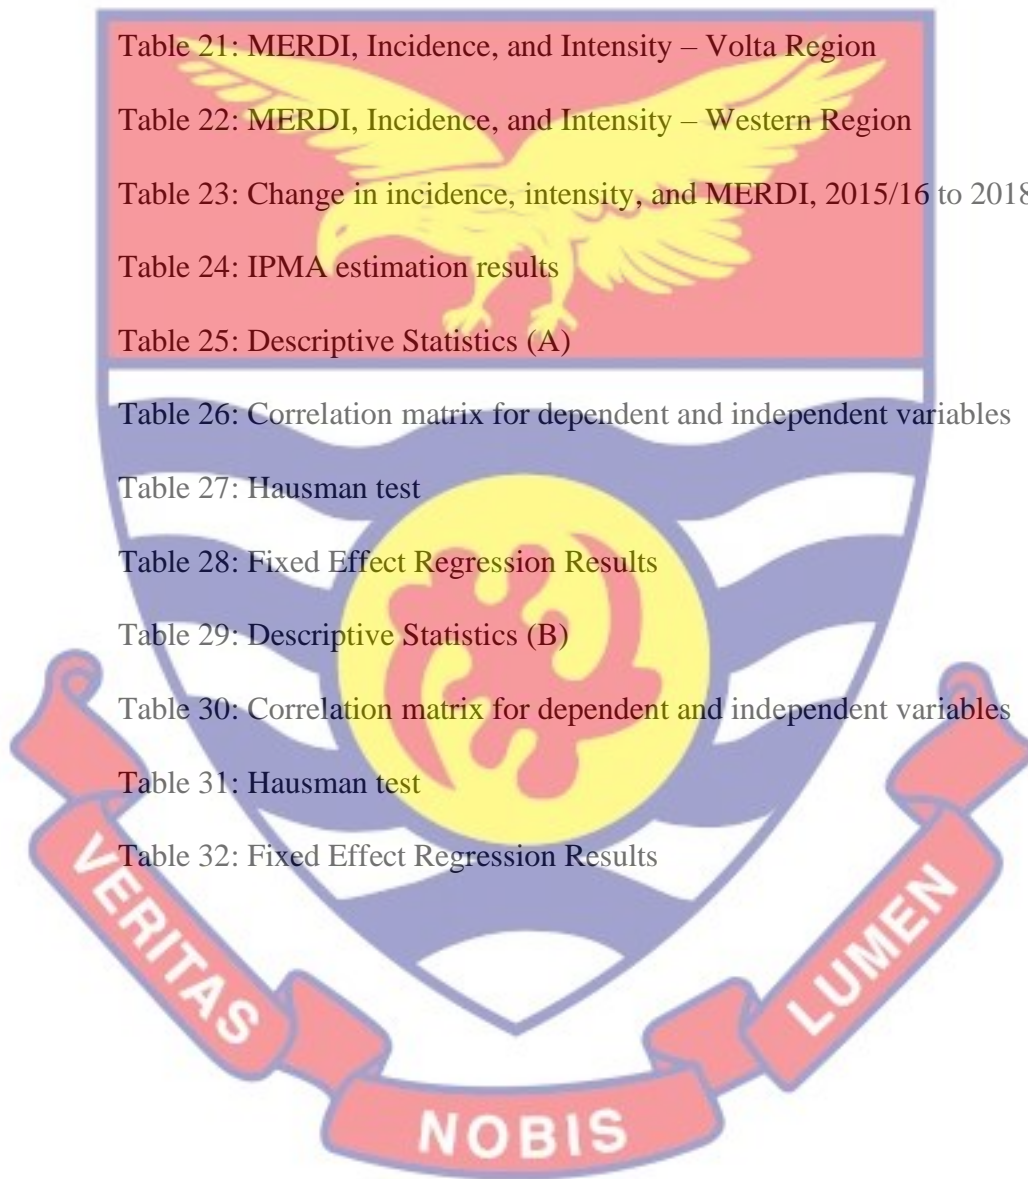 Table 21: MERDI, Incidence, and Intensity – Volta Region
Table 22: MERDI, Incidence, and Intensity – Western Region
Table 23: Change in incidence, intensity, and MERDI, 2015/16 to 2018
Table 24: IPMA estimation results
Table 25: Descriptive Statistics (A)
Table 26: Correlation matrix for dependent and independent variables
Table 27: Hausman test
Table 28: Fixed Effect Regression Results
Table 29: Descriptive Statistics (B)
Table 30: Correlation matrix for dependent and independent variables
Table 31: Hausman test
Table 32: Fixed Effect Regression Results
VERITAS
NOBIS
LUMEN